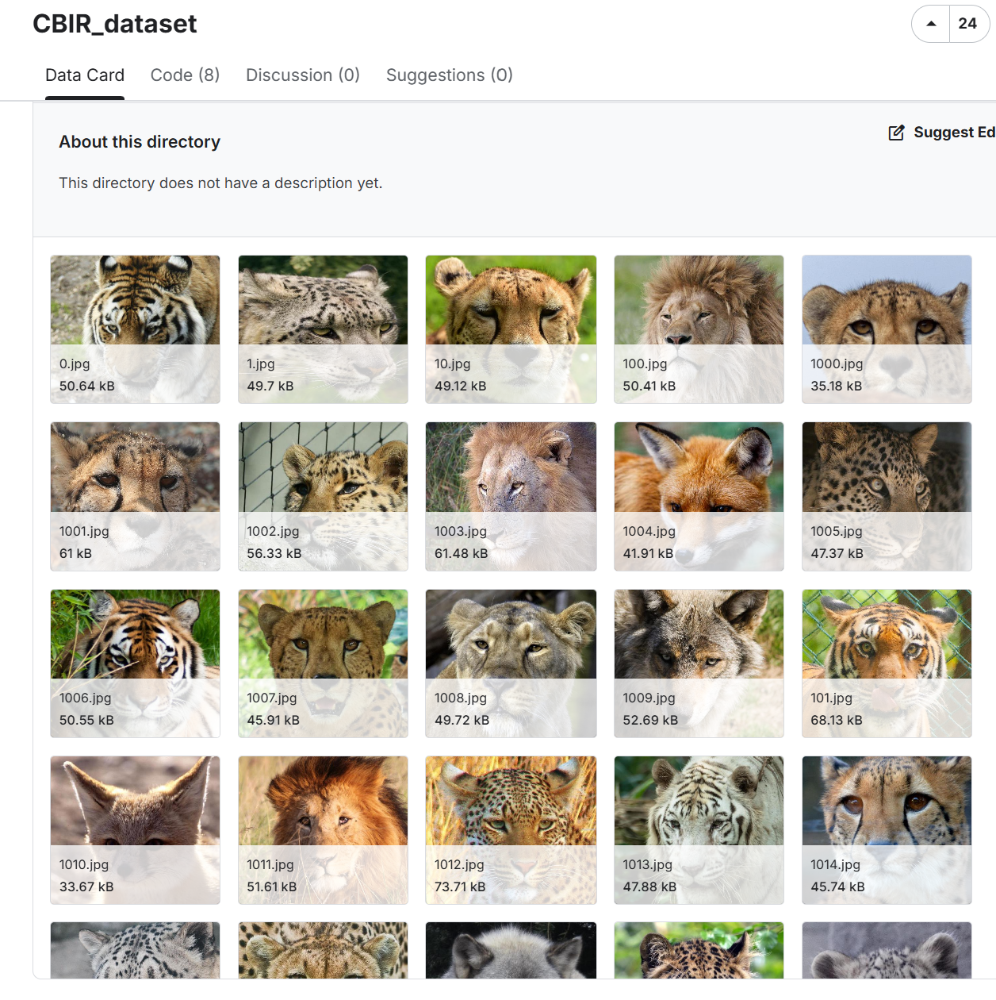 CBIR_dataset
24
Data Card Code (8) Discussion (0) Suggestions (0)
About this directory
Suggest Ed
This directory does not have a description yet.
0.jpg
50.64 kB
1.jpg
49.7 kB
10.jpg
49.12 kB
100.jpg
50.41 kB
1000.jpg
35.18 kB
1001.jpg
61 kB
1002.jpg
56.33 kB
1003.jpg
61.48 kB
1004.jpg
41.91 kB
1005.jpg
47.37 kB
1006.jpg
50.55 kB
1007.jpg
45.91 kB
1008.jpg
49.72 kB
1009.jpg
52.69 kB
101.jpg
68.13 kB
1010.jpg
33.67 kB
1011.jpg
51.61 kB
1012.jpg
73.71 kB
1013.jpg
47.88 kB
1014.jpg
45.74 kB